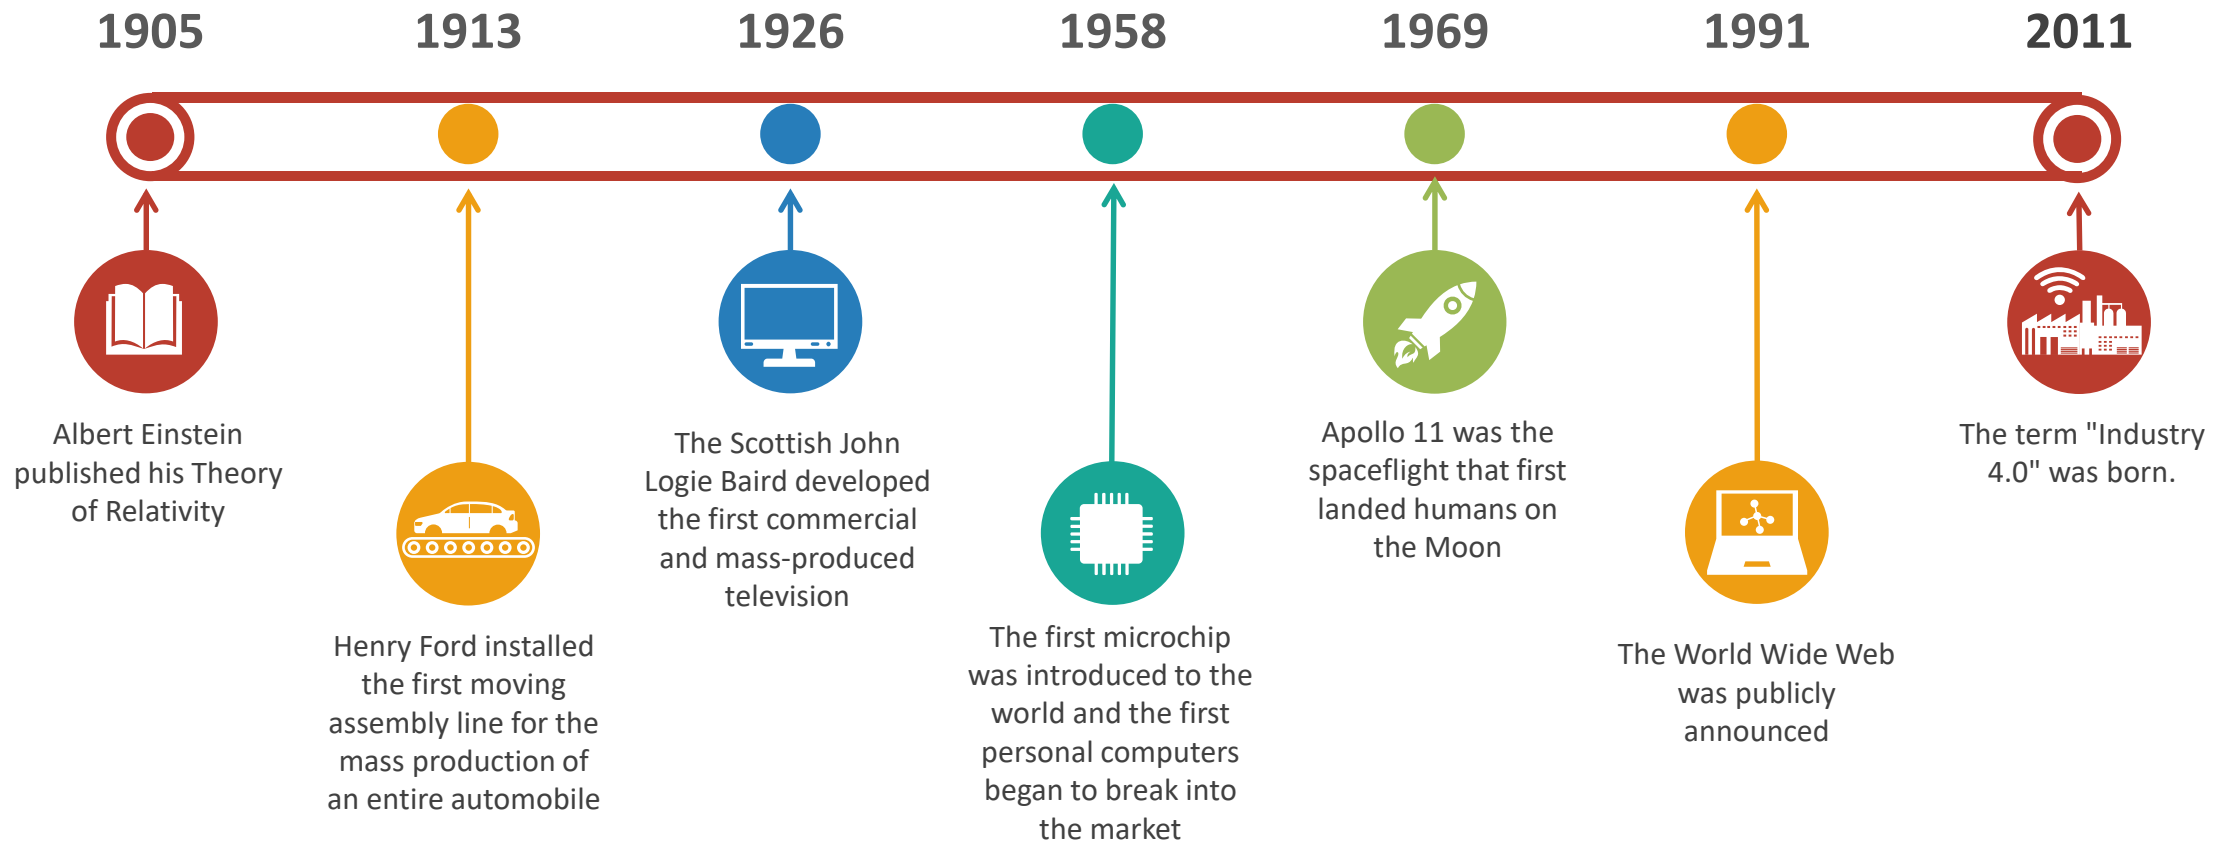 1905
1913
1926
1958
1969
1991
2011
Albert Einstein
published his Theory
of Relativity
Henry Ford installed
the first moving
assembly line for the
mass production of
an entire automobile
The Scottish John
Logie Baird developed
the first commercial
and mass-produced
television
The first microchip
was introduced to the
world and the first
personal computers
began to break into
the market
Apollo 11 was the
spaceflight that first
landed humans on
the Moon
The World Wide Web
was publicly
announced
The term "Industry
4.0" was born.